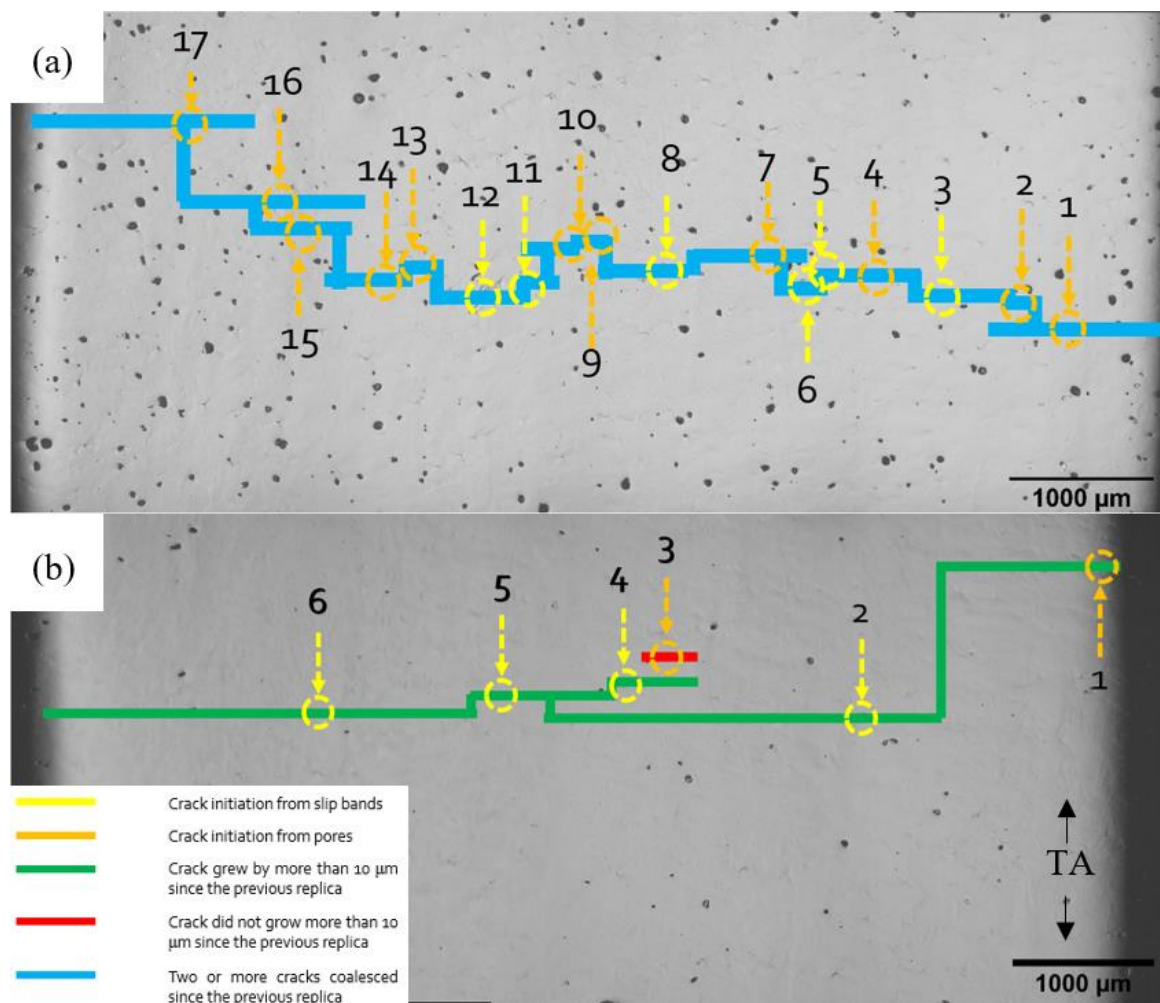 (a)
17
16
15
14
13
12
11
10
9
8
7
6
5
4
3
2
1
1000 µm
(b)
6
5
4
3
2
1
Crack initiation from slip bands
Crack initiation from pores
Crack grew by more than 10 µm
since the previous replica
Crack did not grow more than 10
µm since the previous replica
Two or more cracks coalesced
since the previous replica
TA
1000 µm